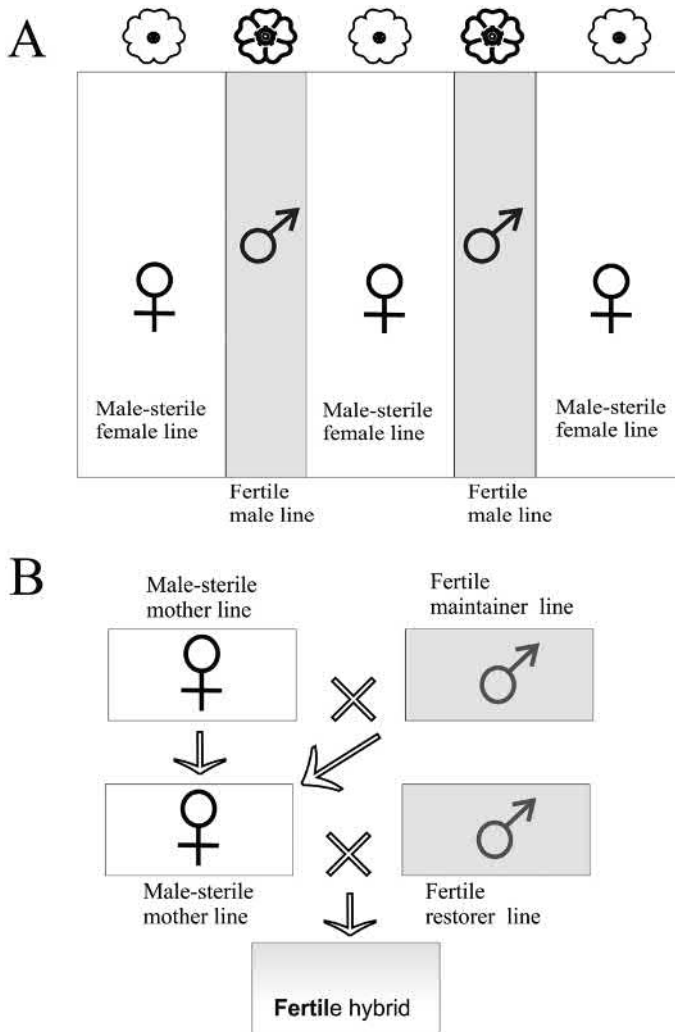 A
Male-sterile
female line
Male-sterile
female line
Male-sterile
female line
Fertile
male line
Fertile
male line
B
Male-sterile
mother line
Fertile
maintainer line
Male-sterile
mother line
Fertile
restorer line
Fertile hybrid